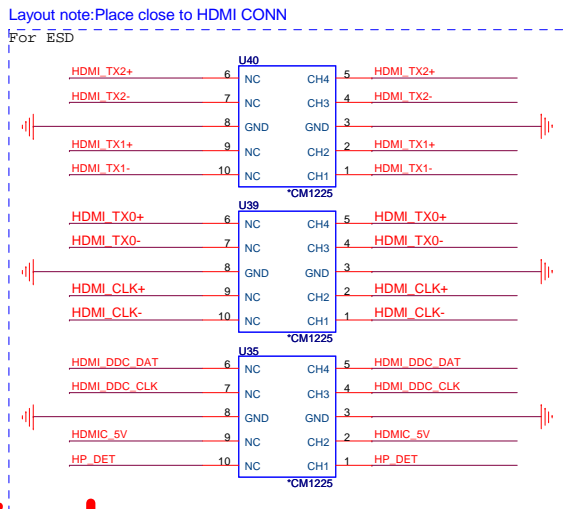 Layout note:Place close to HDMI CONN
For ESD
U40
HDMI_TX2+ 6 NC CH4 5 HDMI_TX2+
HDMI_TX2- 7 NC CH3 4 HDMI_TX2-
8 GND GND 3
HDMI_TX1+ 9 NC CH2 2 HDMI_TX1+
HDMI_TX1- 10 NC CH1 1 HDMI_TX1-
*CM1225
U39
HDMI_TX0+ 6 NC CH4 5 HDMI_TX0+
HDMI_TX0- 7 NC CH3 4 HDMI_TX0-
8 GND GND 3
HDMI_CLK+ 9 NC CH2 2 HDMI_CLK+
HDMI_CLK- 10 NC CH1 1 HDMI_CLK-
*CM1225
U35
HDMI_DDC_DAT 6 NC CH4 5 HDMI_DDC_DAT
HDMI_DDC_CLK 7 NC CH3 4 HDMI_DDC_CLK
8 GND GND 3
HDMIC_5V 9 NC CH2 2 HDMIC_5V
HP_DET 10 NC CH1 1 HP_DET
*CM1225